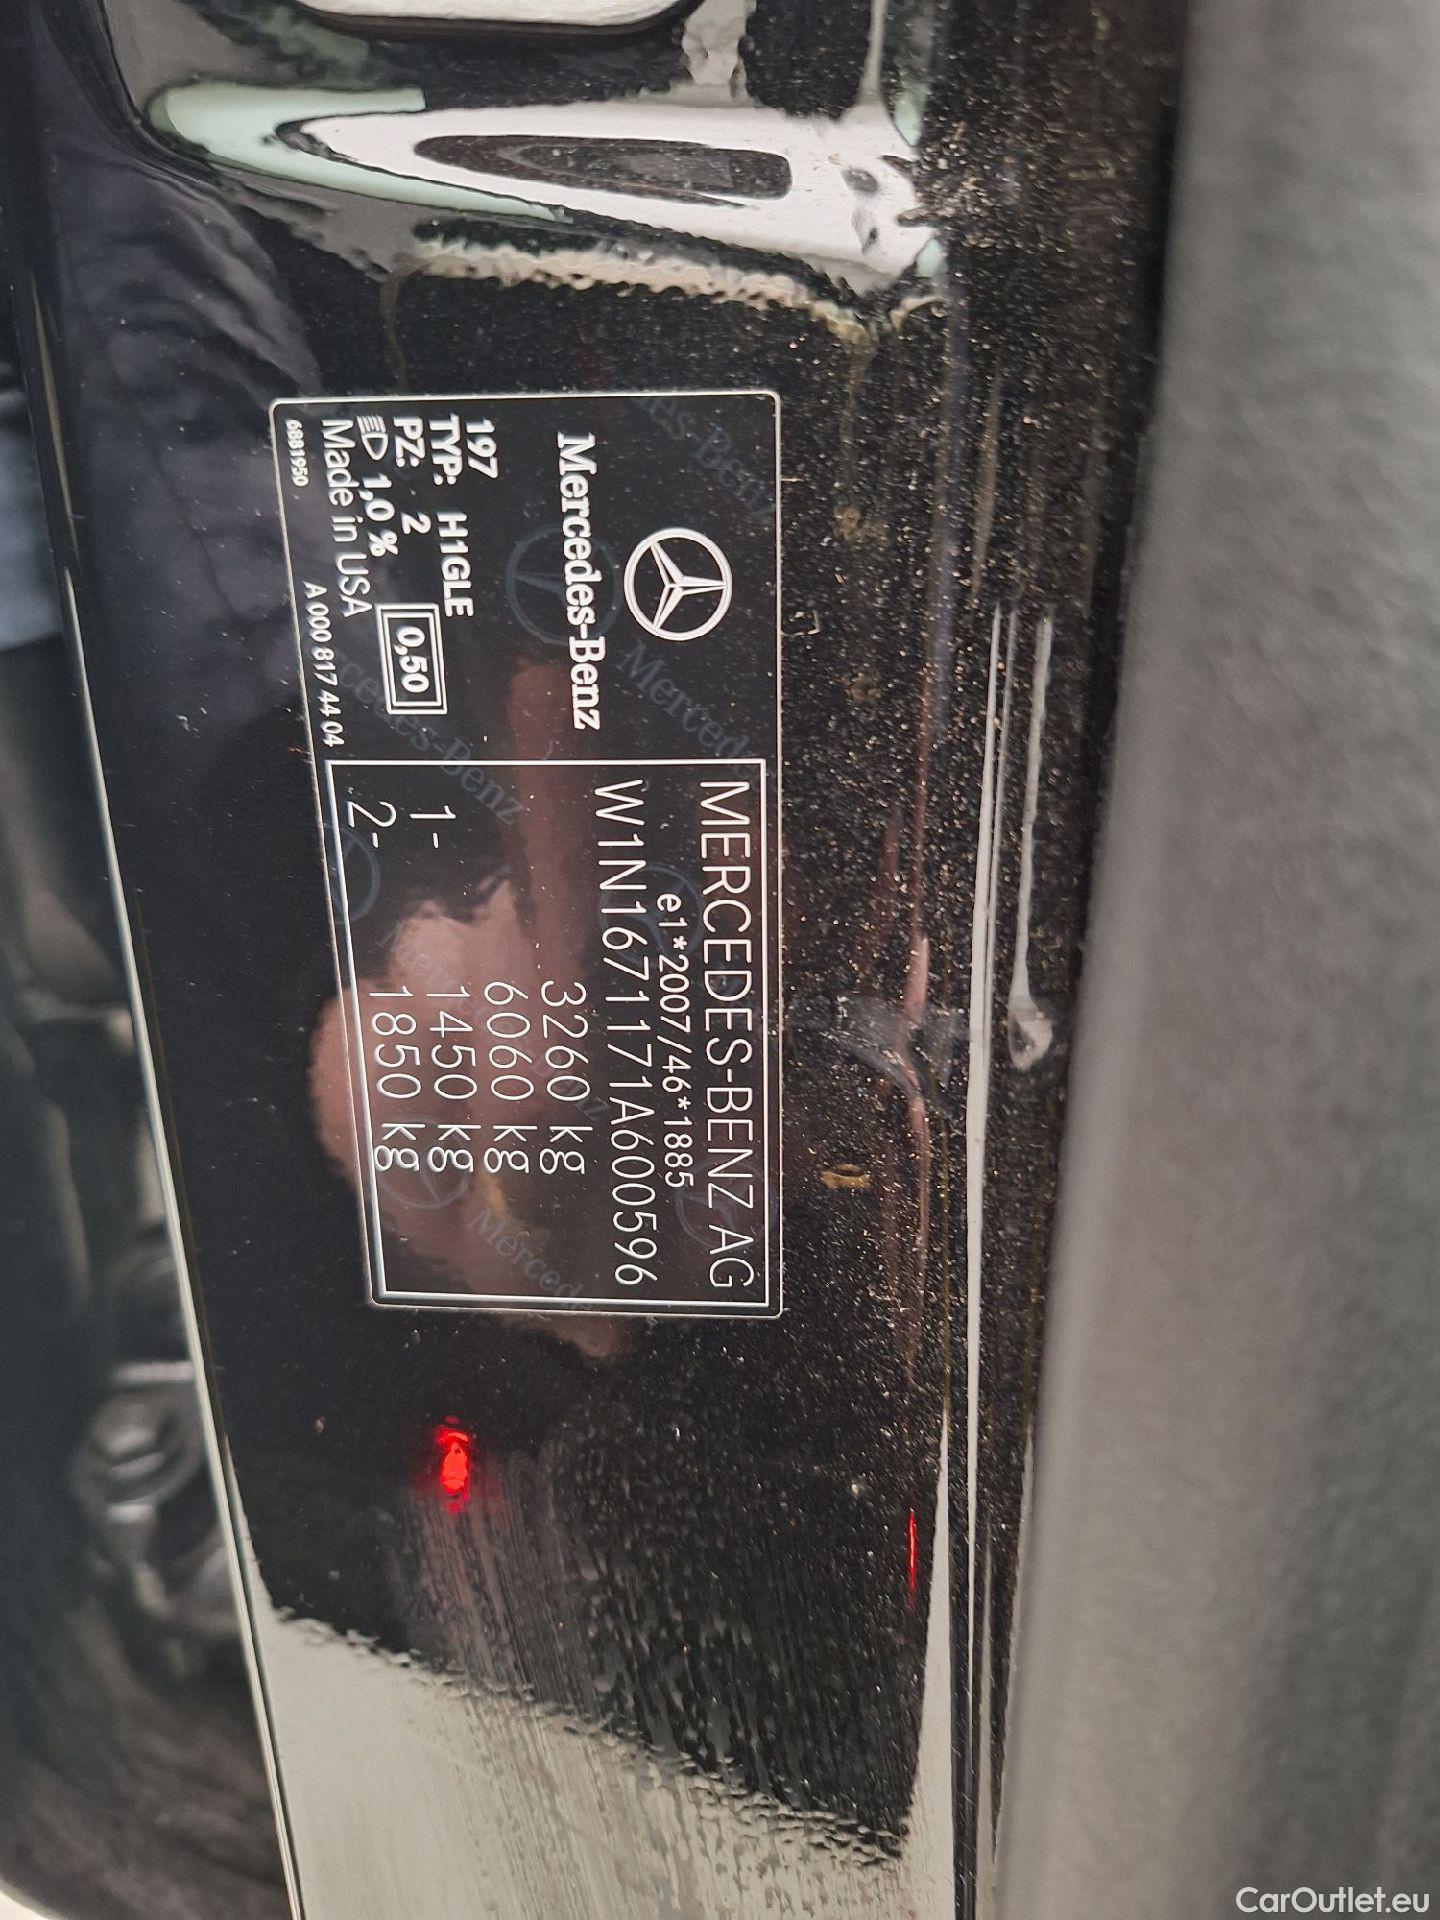 Mercedes-Benz
197
TYP: H1GLE
PZ: 2
1,0 %
0,50
Made in USA
6881950
A 000 817 44 04
MERCEDES-BENZ AG
e1*2007/46*1885
W1N1671171A600596
3260 kg
6060 kg
1- 1450 kg
2- 1850 kg
CarOutlet.eu